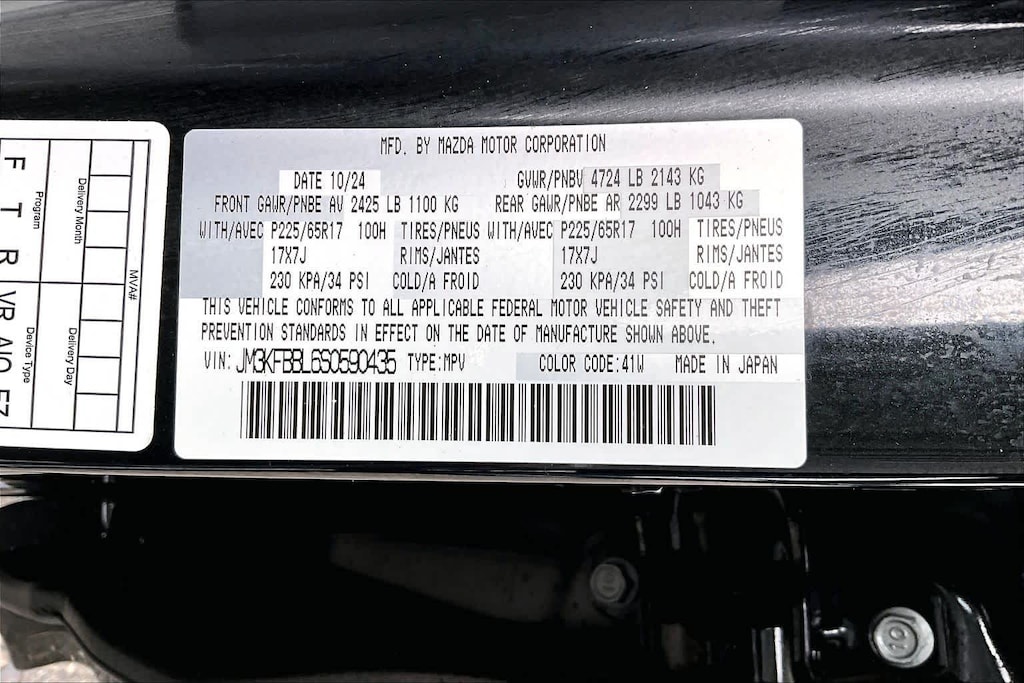 MFD. BY MAZDA MOTOR CORPORATION
DATE 10/24 GVWR/PNBV 4724 LB 2143 KG
FRONT GAWR/PNBE AV 2425 LB 1100 KG REAR GAWR/PNBE AR 2299 LB 1043 KG
WITH/AVEC P225/65R17 100H TIRES/PNEUS WITH/AVEC P225/65R17 100H TIRES/PNEUS
17X7J RIMS/JANTES 17X7J RIMS/JANTES
230 KPA/34 PSI COLD/A FROID 230 KPA/34 PSI COLD/A FROID
THIS VEHICLE CONFORMS TO ALL APPLICABLE FEDERAL MOTOR VEHICLE SAFETY AND THEFT
PREVENTION STANDARDS IN EFFECT ON THE DATE OF MANUFACTURE SHOWN ABOVE.
VIN: JM3KFBBL6S0590435 TYPE:MPV COLOR CODE:41W MADE IN JAPAN
MVA#
Delivery Month
Delivery Day
Program
Device Type
F T R
10